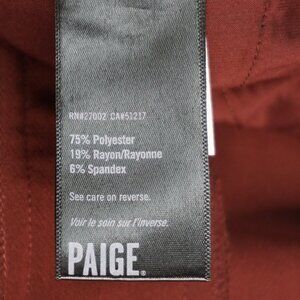 RN#27002 CA#51217
75% Polyester
19% Rayon/Rayonne
6% Spandex
See care on reverse.
Voir le soin sur l'inverse.
PAIGE®